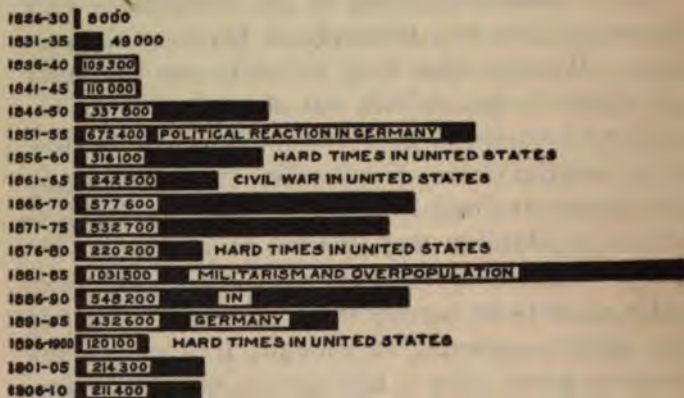 1826-30 8000
1831-35 49000
1836-40 109300
1841-45 110000
1846-50 337800
1851-55 672400 POLITICAL REACTION IN GERMANY
1856-60 316100 HARD TIMES IN UNITED STATES
1861-65 242500 CIVIL WAR IN UNITED STATES
1866-70 577600
1871-75 532700
1876-80 220200 HARD TIMES IN UNITED STATES
1881-85 1031500 MILITARISM AND OVERPOPULATION
1886-90 548200 IN
1891-95 432600 GERMANY
1896-1900 120100 HARD TIMES IN UNITED STATES
1901-05 214300
1906-10 211400